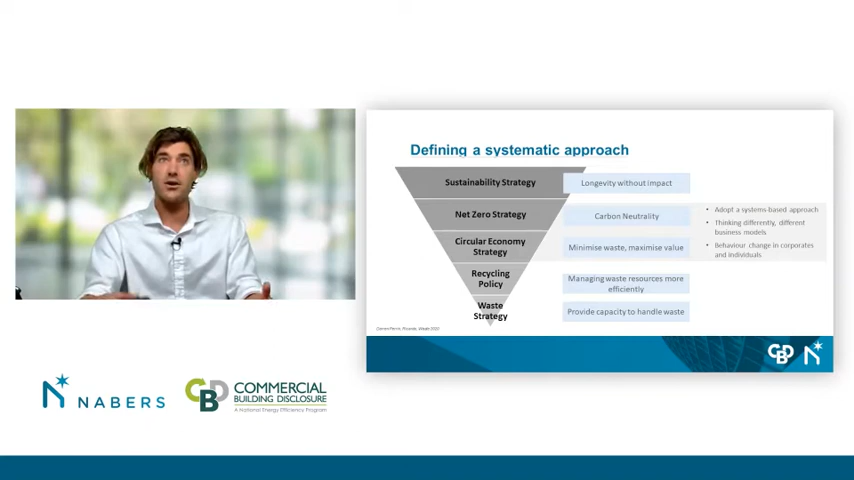 Defining a systematic approach
Sustainability Strategy
Longevity without impact
Net Zero Strategy
Carbon Neutrality
Circular Economy
Strategy
Minimise waste, maximise value
• Adopt a systems-based approach
• Thinking differently, different
business models
• Behaviour change in corporates
and individuals
Recycling
Policy
Managing waste resources more
efficiently
Waste
Strategy
Provide capacity to handle waste
CBD
NABERS
CBD
COMMERCIAL
BUILDING DISCLOSURE
A National Energy Efficiency Program